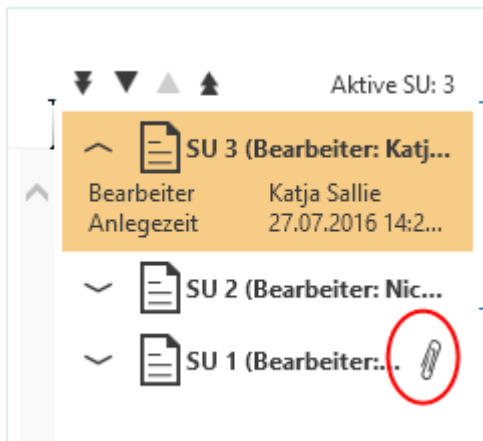 Aktive SU: 3
SU 3 (Bearbeiter: Katj...
Bearbeiter Katja Sallie
Anlegezeit 27.07.2016 14:2...
SU 2 (Bearbeiter: Nic...
SU 1 (Bearbeiter:...